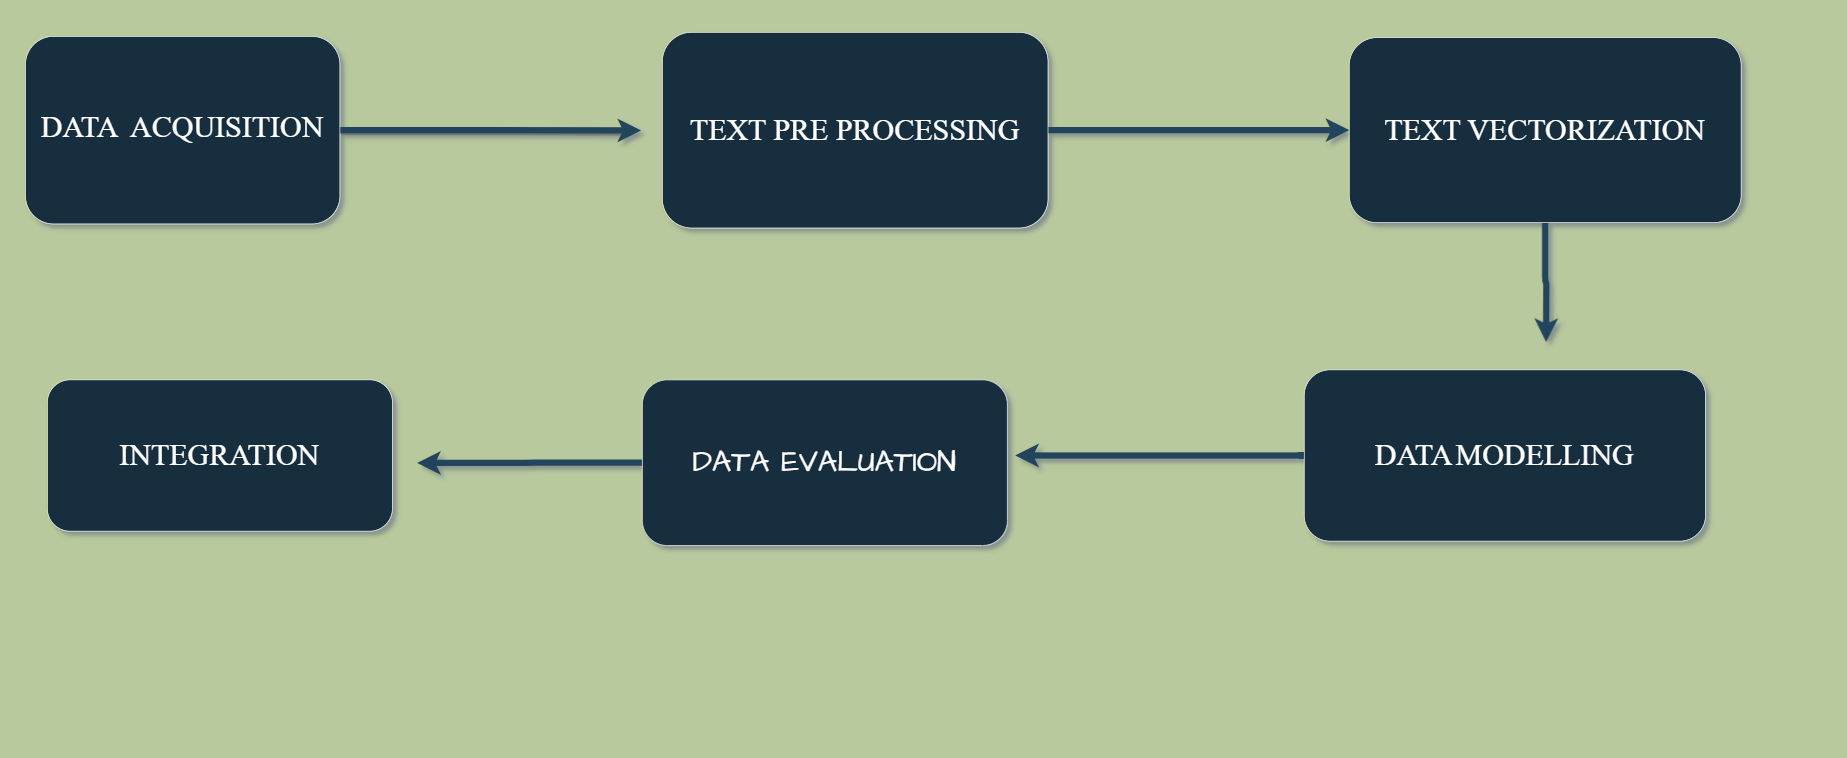 DATA ACQUISITION
TEXT PRE PROCESSING
TEXT VECTORIZATION
DATA MODELLING
DATA EVALUATION
INTEGRATION